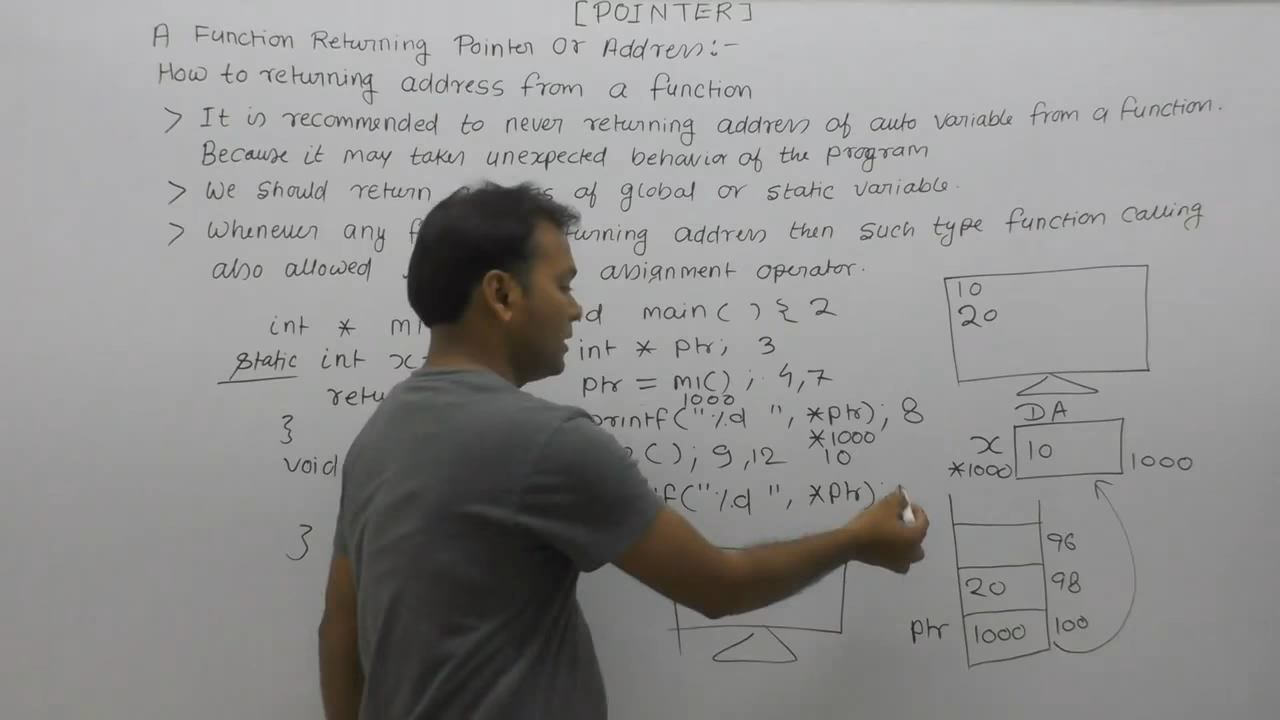 [POINTER]
A Function Returning Pointer Or Address:-
How to returning address from a function
> It is recommended to never returning address of auto variable from a function.
Because it may takes unexpected behavior of the program
> We should return of global or static variable.
> Whenever any returning address then such type function calling
also allowed assignment operator.
int * m1 main() { 2
static int x int * ptr; 3
ptr = m1(); 4,7
1000
printf("%d ", *ptr); 8
*1000
}
void (); 9,12 10
("%d ", *ptr);
}
10
20
DA
x 10
*1000 1000
96
20 98
ptr 1000 100